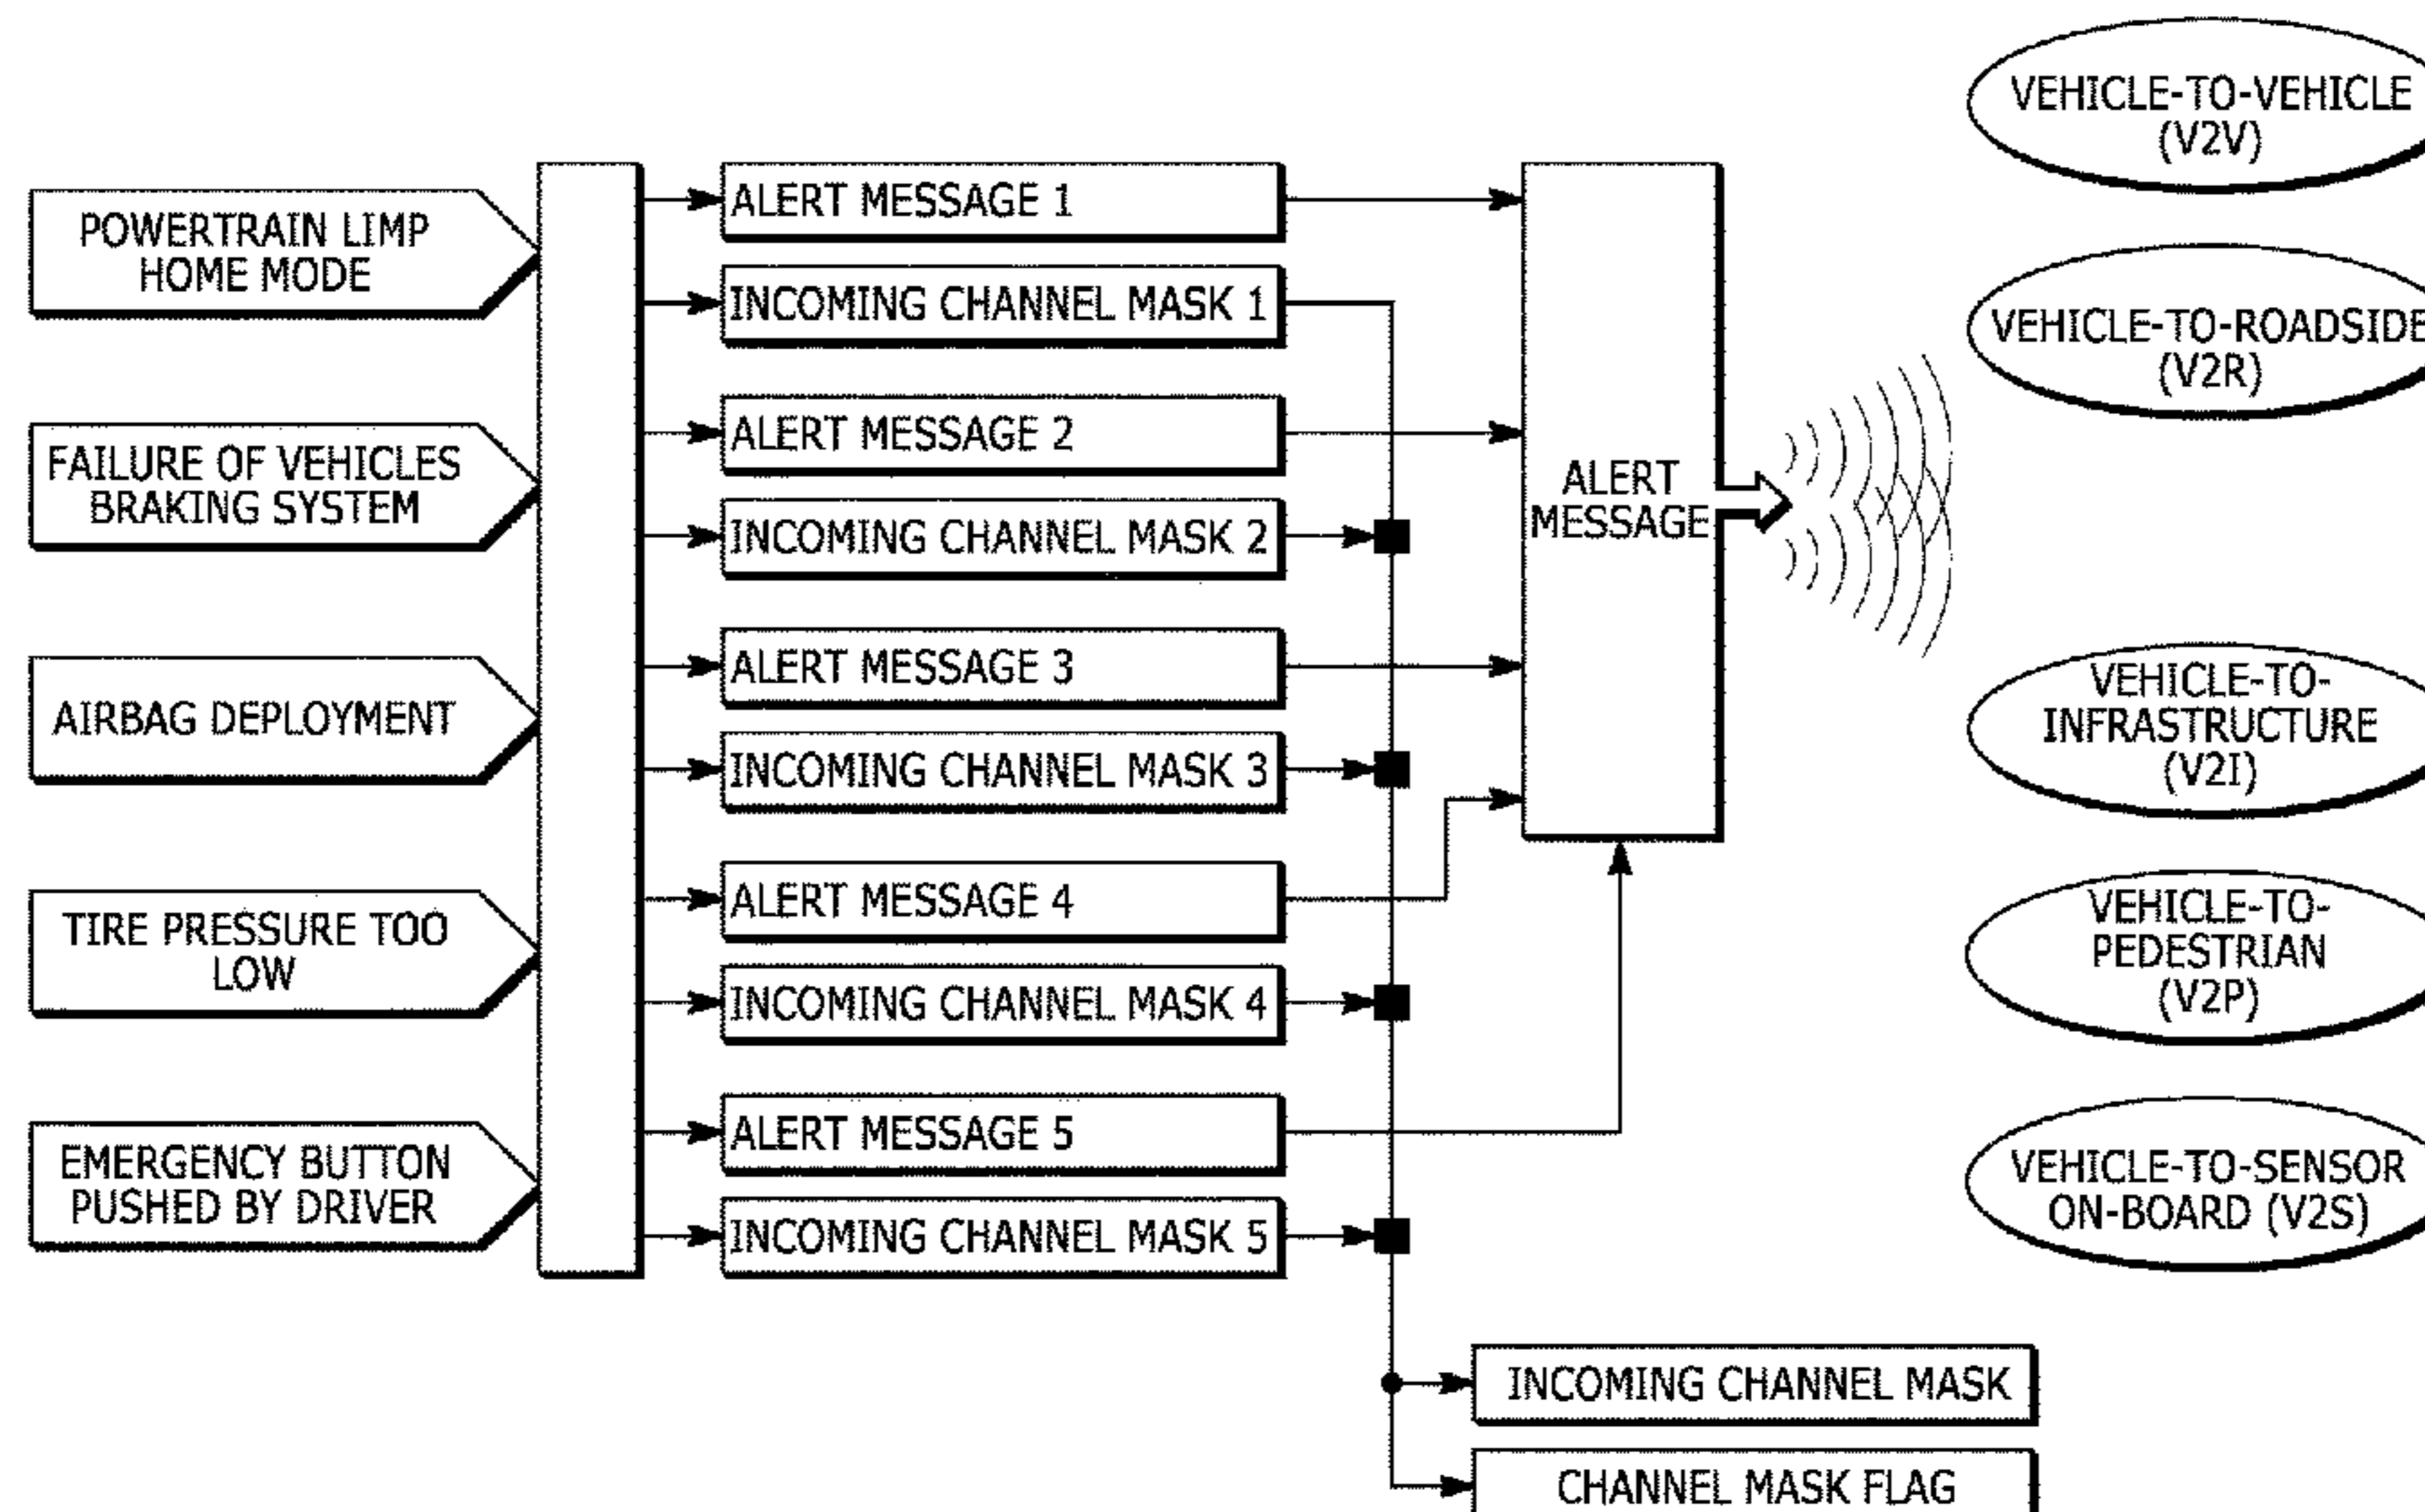 POWERTRAIN LIMP
HOME MODE
FAILURE OF VEHICLES
BRAKING SYSTEM
AIRBAG DEPLOYMENT
TIRE PRESSURE TOO
LOW
EMERGENCY BUTTON
PUSHED BY DRIVER
ALERT MESSAGE 1
INCOMING CHANNEL MASK 1
ALERT MESSAGE 2
INCOMING CHANNEL MASK 2
ALERT MESSAGE 3
INCOMING CHANNEL MASK 3
ALERT MESSAGE 4
INCOMING CHANNEL MASK 4
ALERT MESSAGE 5
INCOMING CHANNEL MASK 5
ALERT
MESSAGE
VEHICLE-TO-VEHICLE
(V2V)
VEHICLE-TO-ROADSIDE
(V2R)
VEHICLE-TO-
INFRASTRUCTURE
(V2I)
VEHICLE-TO-
PEDESTRIAN
(V2P)
VEHICLE-TO-SENSOR
ON-BOARD (V2S)
INCOMING CHANNEL MASK
CHANNEL MASK FLAG